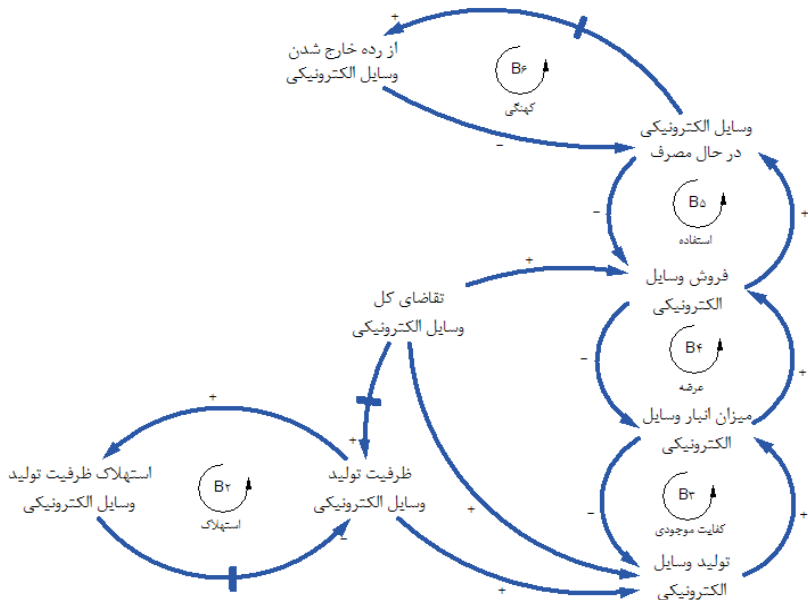 +
از رده خارج شدن
وسایل الکترونیکی
B۶
کهنگی
–
وسایل الکترونیکی
در حال مصرف
–
B۵
استفاده
+
+
فروش وسایل
الکترونیکی
تقاضای کل
وسایل الکترونیکی
–
B۴
عرضه
+
میزان انبار وسایل
الکترونیکی
+
+
استهلاک ظرفیت تولید
وسایل الکترونیکی
B۲
استهلاک
ظرفیت تولید
وسایل الکترونیکی
–
–
B۳
کفایت موجودی
+
+
تولید وسایل
الکترونیکی
+